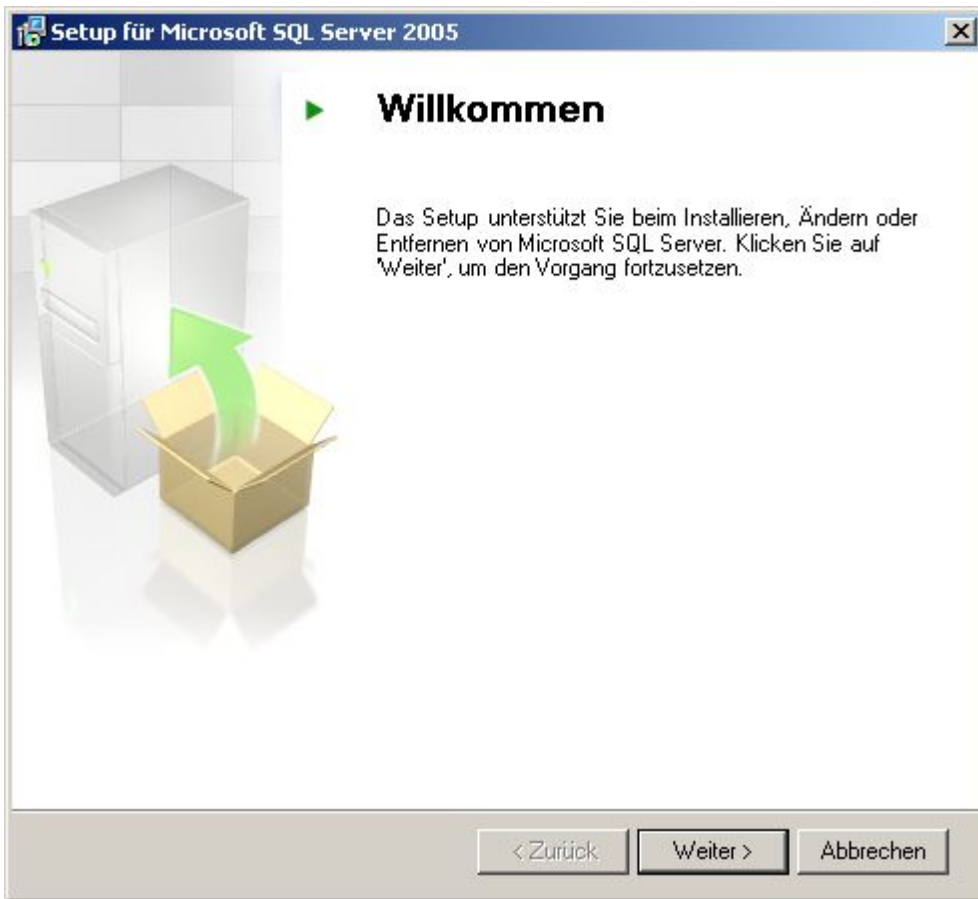 Setup für Microsoft SQL Server 2005
Willkommen
Das Setup unterstützt Sie beim Installieren, Ändern oder
Entfernen von Microsoft SQL Server. Klicken Sie auf
'Weiter', um den Vorgang fortzusetzen.
< Zurück
Weiter >
Abbrechen